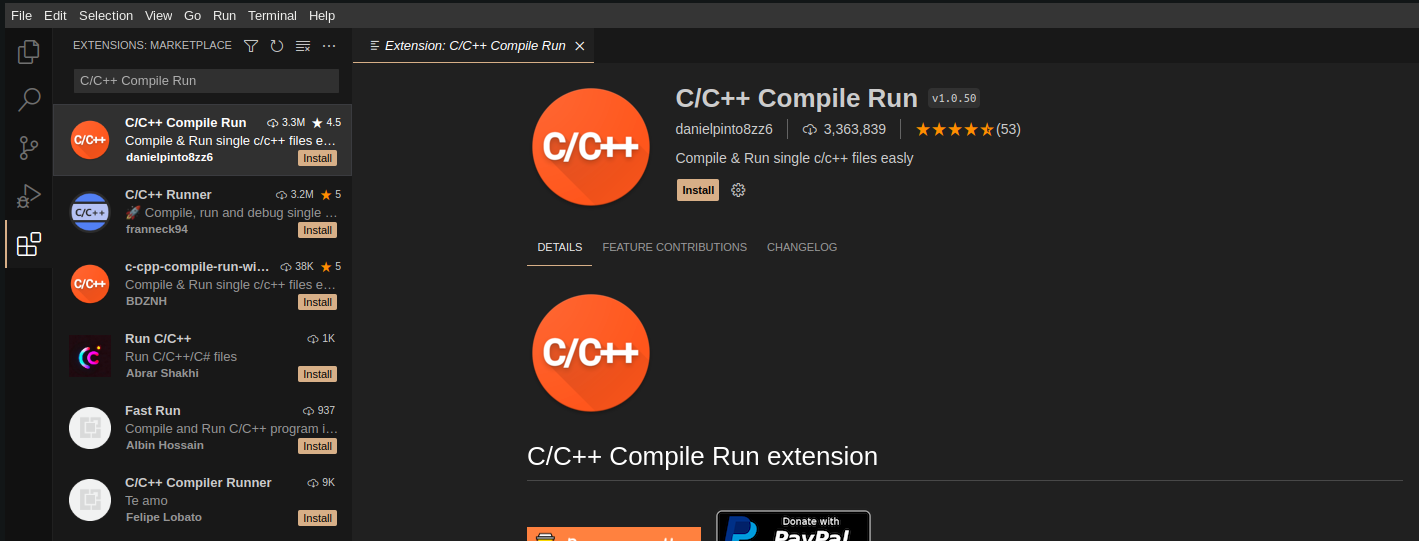 File Edit Selection View Go Run Terminal Help
EXTENSIONS: MARKETPLACE
C/C++ Compile Run
C/C++ Compile Run 3.3M ★ 4.5
Compile & Run single c/c++ files e…
danielpinto8zz6 Install
C/C++ Runner 3.2M ★ 5
🚀 Compile, run and debug single …
franneck94 Install
c-cpp-compile-run-wi… 38K ★ 5
Compile & Run single c/c++ files e…
BDZNH Install
Run C/C++ 1K
Run C/C++/C# files
Abrar Shakhi Install
Fast Run 937
Compile and Run C/C++ program i…
Albin Hossain Install
C/C++ Compiler Runner 9K
Te amo
Felipe Lobato Install
C/C++
C/C++
C/C++
Extension: C/C++ Compile Run
C/C++
C/C++ Compile Run v1.0.50
danielpinto8zz6 3,363,839 (53)
Compile & Run single c/c++ files easly
Install
DETAILS FEATURE CONTRIBUTIONS CHANGELOG
C/C++
C/C++ Compile Run extension
Donate with
PayPal